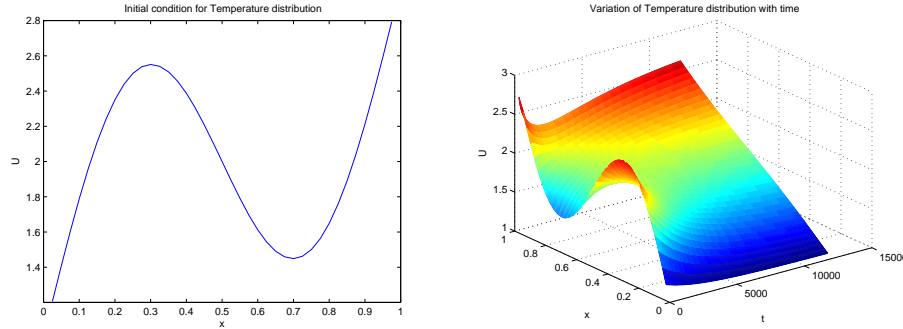 Initial condition for Temperature distribution
2.8
2.6
2.4
2.2
2
1.8
1.6
1.4
U
0 0.1 0.2 0.3 0.4 0.5 0.6 0.7 0.8 0.9 1
x
Variation of Temperature distribution with time
3
2.5
2
1.5
1
U
1
0.8
0.6
0.4
0.2
0
x
0
5000
10000
15000
t